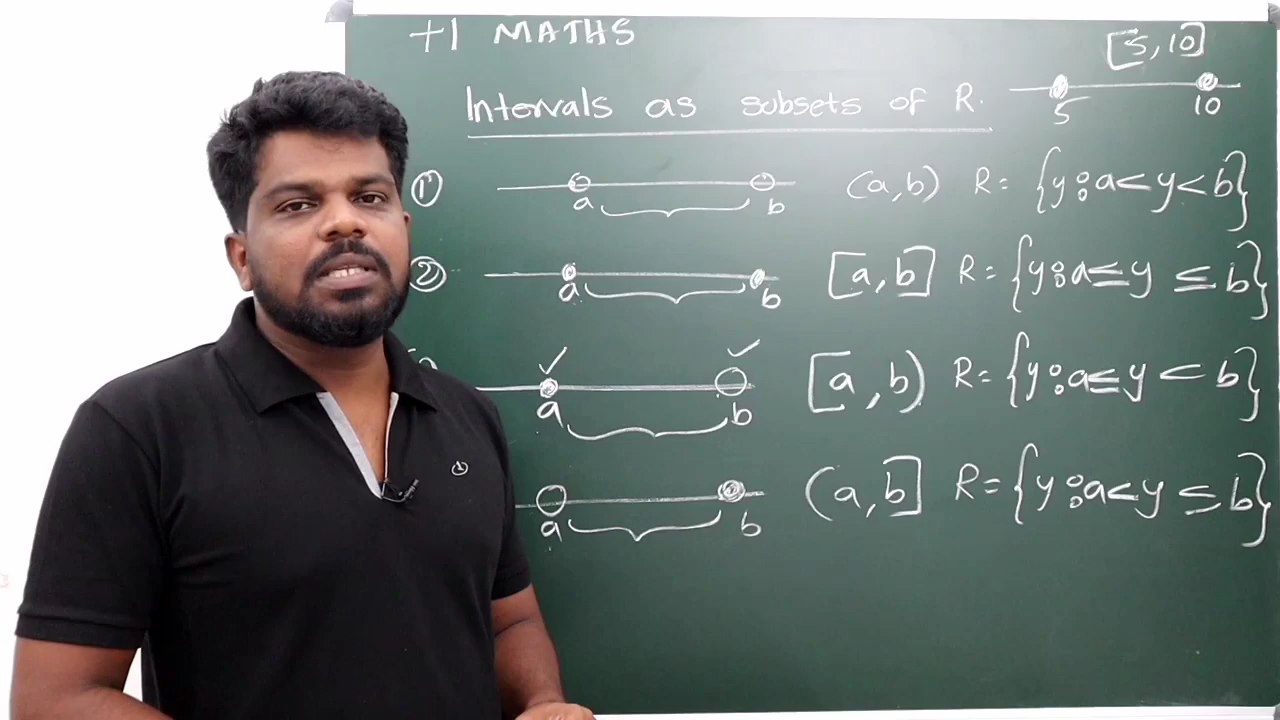 +1 MATHS
[5, 10]
Intervals as subsets of R.
5 10
① a b (a, b) R = {y : a < y < b}
② a b [a, b] R = {y : a ≤ y ≤ b}
a b [a, b) R = {y : a ≤ y < b}
a b (a, b] R = {y : a < y ≤ b}